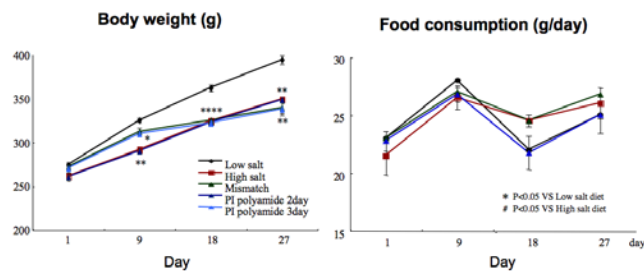 Body weight (g)
400
350
300
250
200
1
9
18
27
Day
*
**
*
**
****
**
**
Low salt
High salt
Mismatch
PI polyamide 2day
PI polyamide 3day
Food consumption (g/day)
30
25
20
15
1
9
18
27
day
Day
* P<0.05 VS Low salt diet
# P<0.05 VS High salt diet